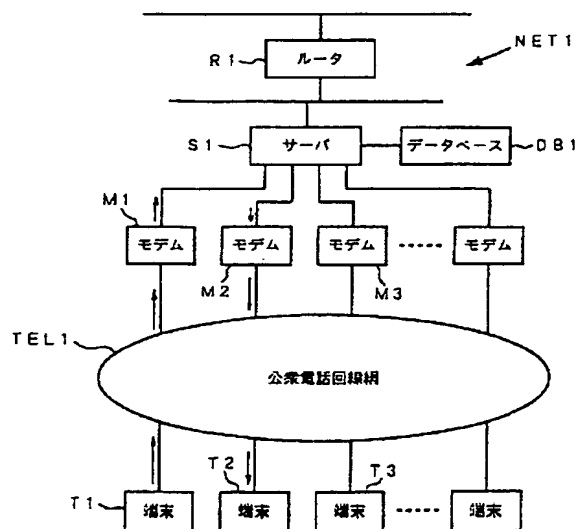 NET1
R1 ルータ
S1 サーバ データベース DB1
M1
モデム モデム モデム モデム
M2 M3
TEL1
公衆電話回線網
T2 T3
T1 端末 端末 端末 端末